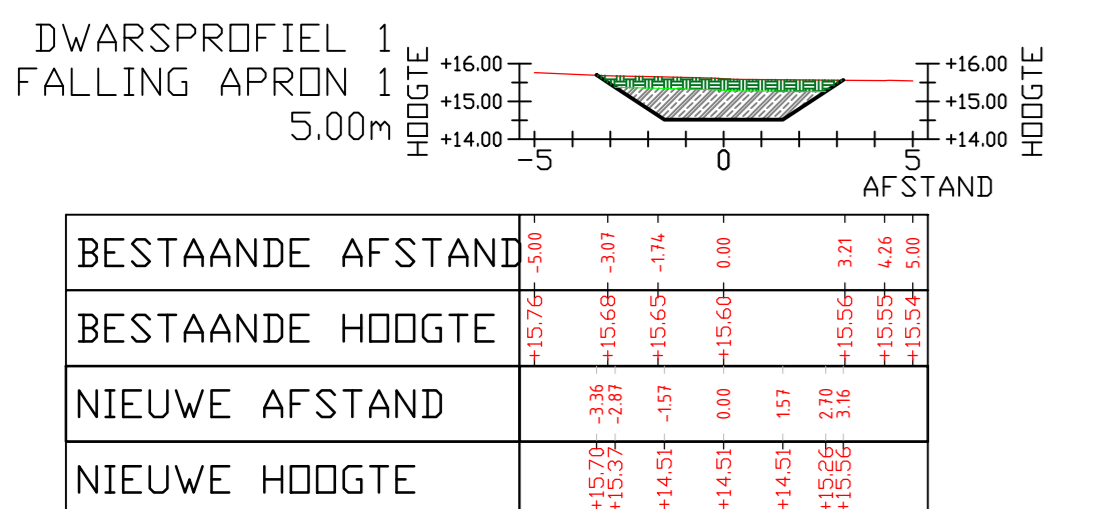 DWARSPROFIEL 1
FALLING APRON 1
5.00m
HOOGTE
+16.00
+15.00
+14.00
-5 0 5
+16.00
+15.00
+14.00
HOOGTE
AFSTAND
BESTAANDE AFSTAND -5.00 -3.07 -1.74 0.00 3.21 4.26 5.00
BESTAANDE HOOGTE +15.76 +15.68 +15.65 +15.60 +15.56 +15.55 +15.54
NIEUWE AFSTAND -3.36 -2.87 -1.57 0.00 1.57 2.70 3.16
NIEUWE HOOGTE +15.70 +15.37 +14.51 +14.51 +14.51 +15.26 +15.56